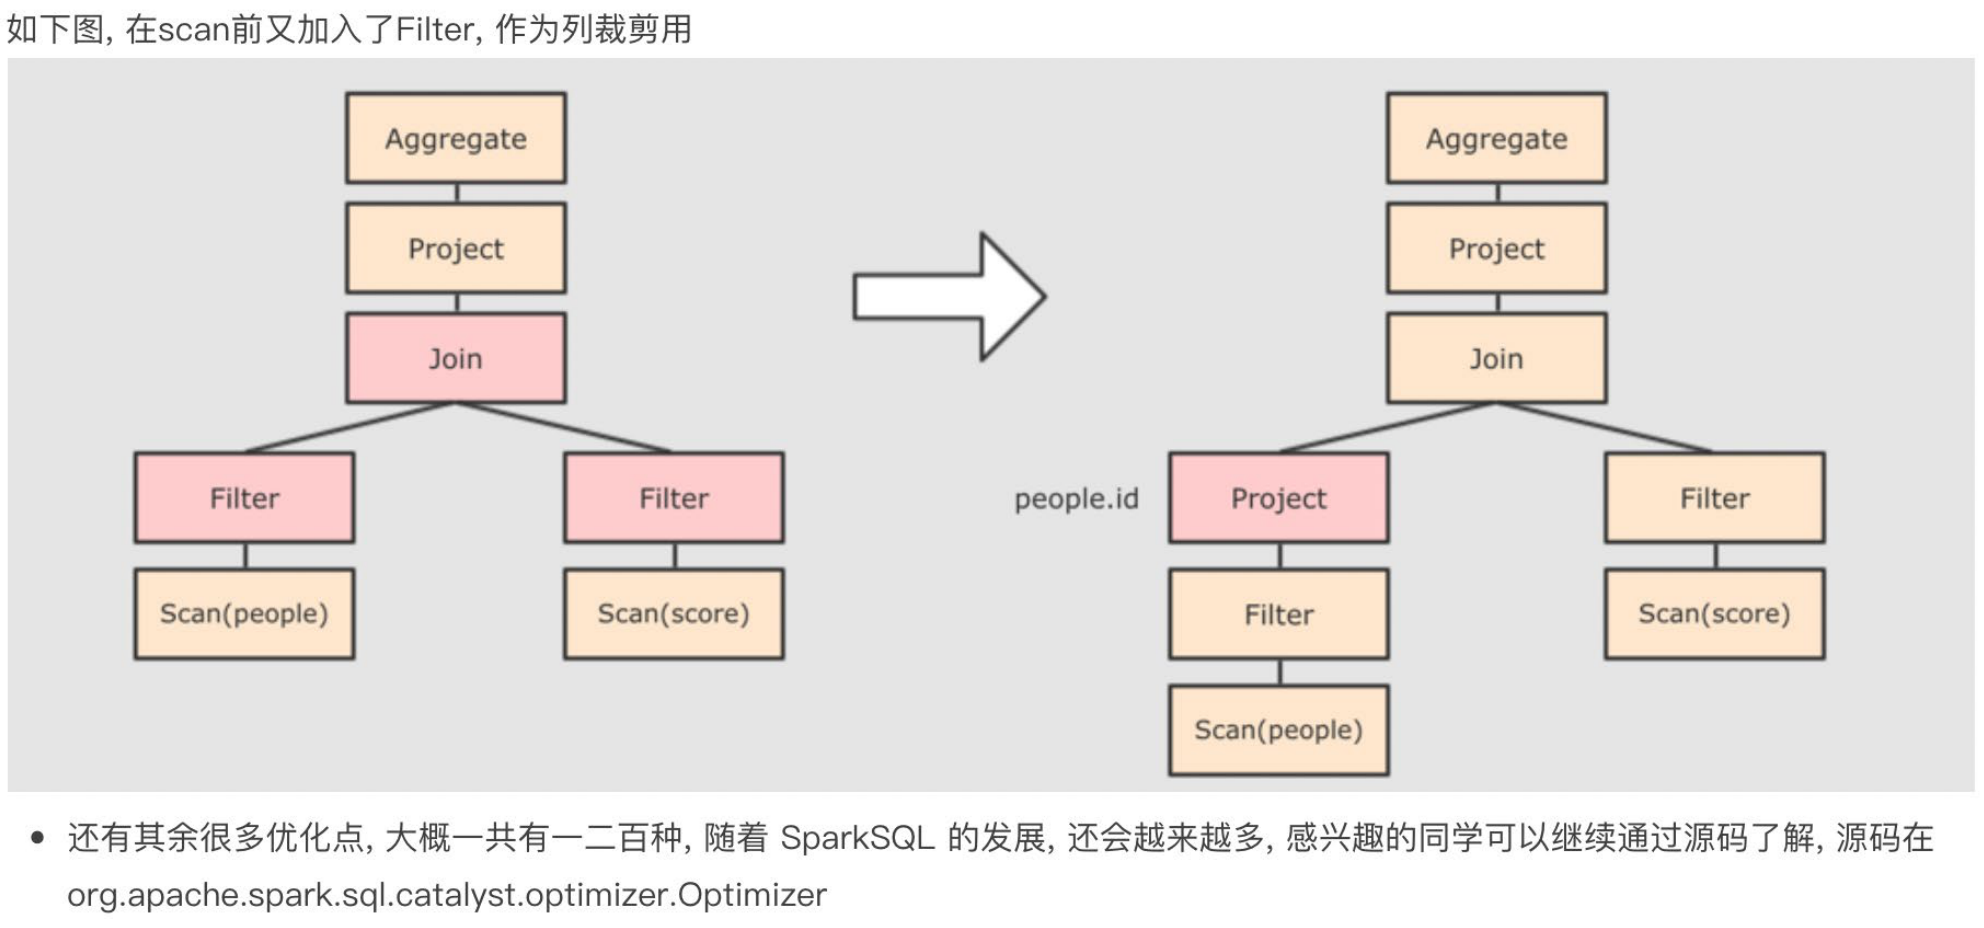 如下图, 在scan前又加入了Filter, 作为列裁剪用
Aggregate
Project
Join
Filter
Filter
Scan(people)
Scan(score)
Aggregate
Project
Join
people.id
Project
Filter
Filter
Scan(score)
Scan(people)
• 还有其余很多优化点, 大概一共有一二百种, 随着 SparkSQL 的发展, 还会越来越多, 感兴趣的同学可以继续通过源码了解, 源码在
org.apache.spark.sql.catalyst.optimizer.Optimizer